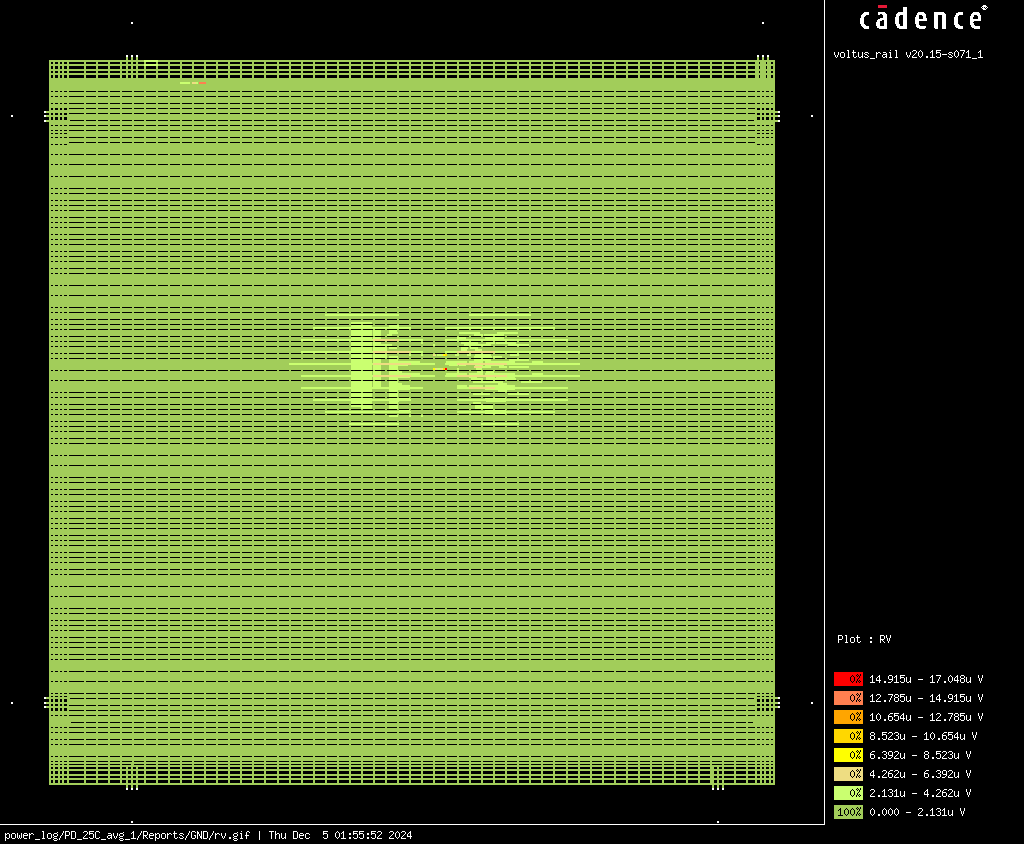 cādence®
voltus_rail v20.15-s071_1
Plot : RV
0% 14.915u - 17.048u V
0% 12.785u - 14.915u V
0% 10.654u - 12.785u V
0% 8.523u - 10.654u V
0% 6.392u - 8.523u V
0% 4.262u - 6.392u V
0% 2.131u - 4.262u V
100% 0.000 - 2.131u V
power_log/PD_25C_avg_1/Reports/GND/rv.gif | Thu Dec  5 01:55:52 2024